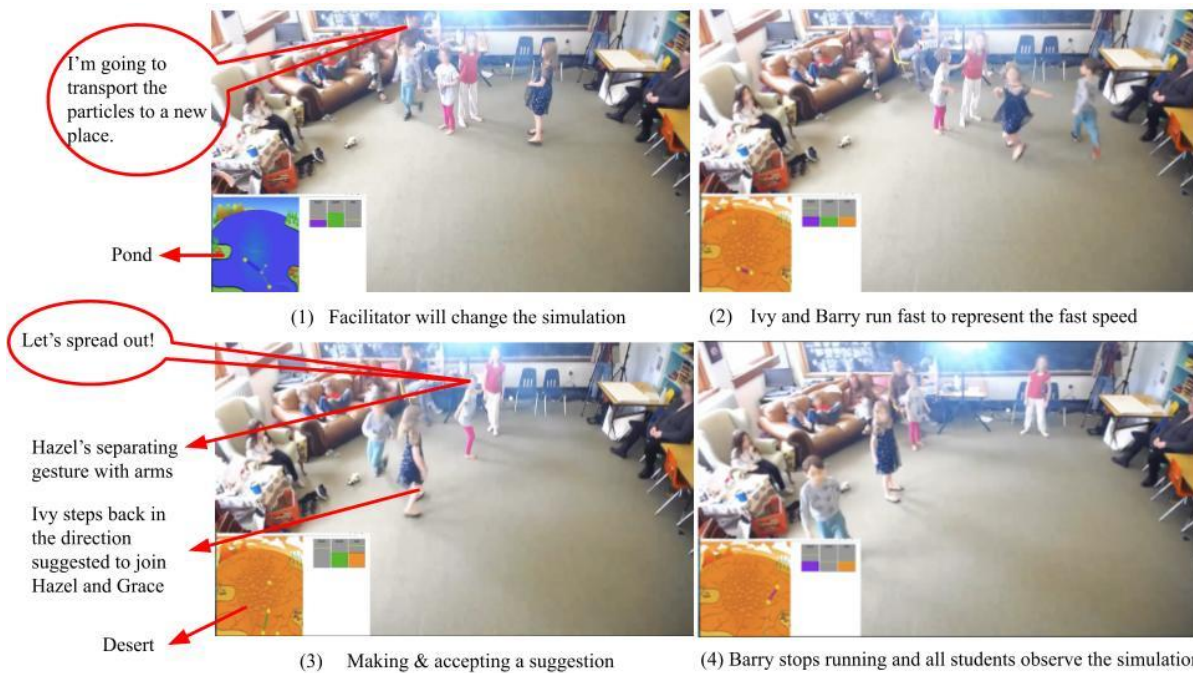 I'm going to
transport the
particles to a new
place.
Pond
(1) Facilitator will change the simulation
(2) Ivy and Barry run fast to represent the fast speed
Let's spread out!
Hazel's separating
gesture with arms
Ivy steps back in
the direction
suggested to join
Hazel and Grace
Desert
(3) Making & accepting a suggestion
(4) Barry stops running and all students observe the simulation